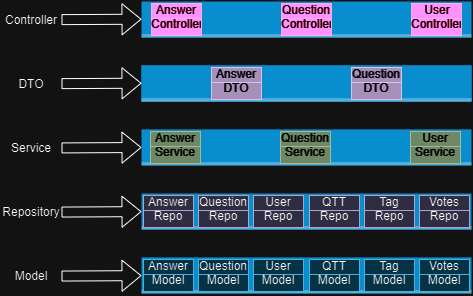 Controller
Answer Question User
Controller Controller Controller
DTO
Answer Question
DTO DTO
Service
Answer Question User
Service Service Service
Repository
Answer Question User QTT Tag Votes
Repo Repo Repo Repo Repo Repo
Model
Answer Question User QTT Tag Votes
Model Model Model Model Model Model